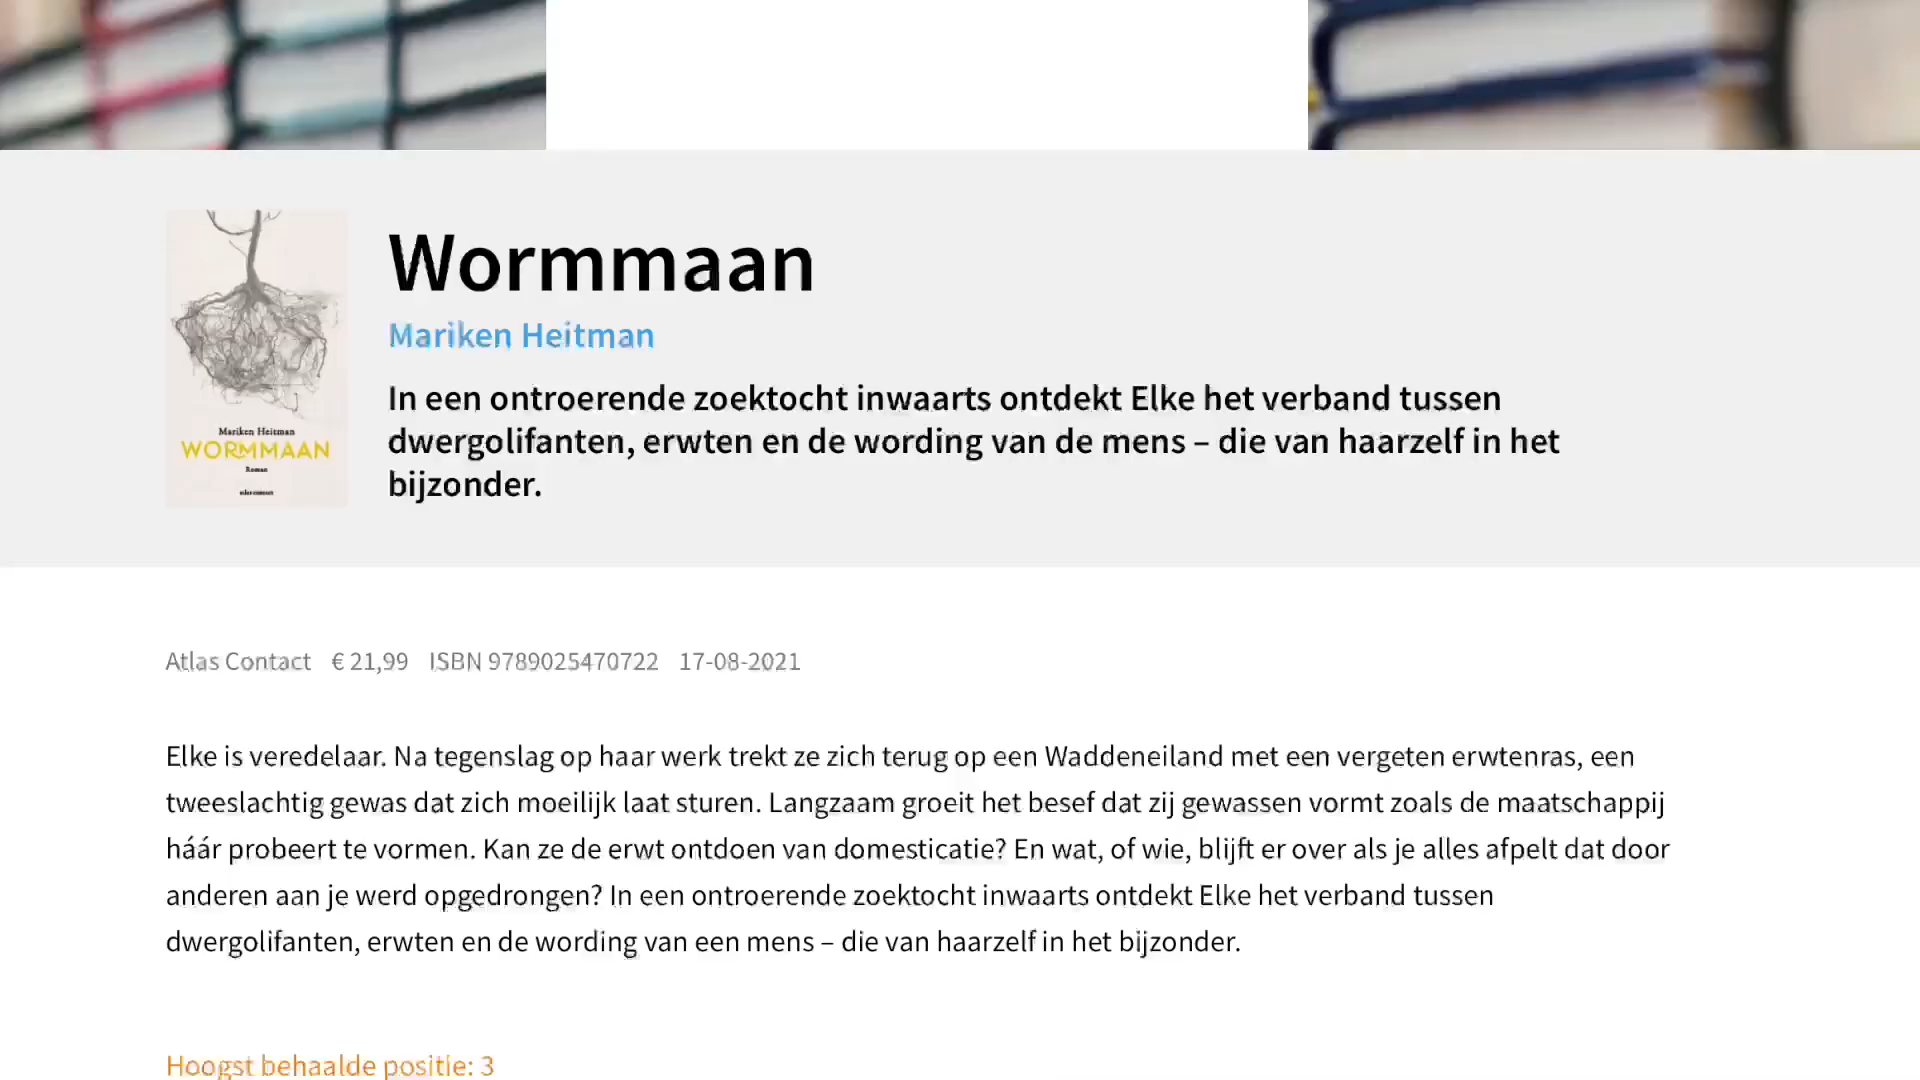 Wormmaan
Mariken Heitman
In een ontroerende zoektocht inwaarts ontdekt Elke het verband tussen
dwergolifanten, erwten en de wording van de mens – die van haarzelf in het
bijzonder.
Mariken Heitman
WORMMAAN
Roman
atlas contact
Atlas Contact € 21,99 ISBN 9789025470722 17-08-2021
Elke is veredelaar. Na tegenslag op haar werk trekt ze zich terug op een Waddeneiland met een vergeten erwtenras, een
tweeslachtig gewas dat zich moeilijk laat sturen. Langzaam groeit het besef dat zij gewassen vormt zoals de maatschappij
háár probeert te vormen. Kan ze de erwt ontdoen van domesticatie? En wat, of wie, blijft er over als je alles afpelt dat door
anderen aan je werd opgedrongen? In een ontroerende zoektocht inwaarts ontdekt Elke het verband tussen
dwergolifanten, erwten en de wording van een mens – die van haarzelf in het bijzonder.
Hoogst behaalde positie: 3